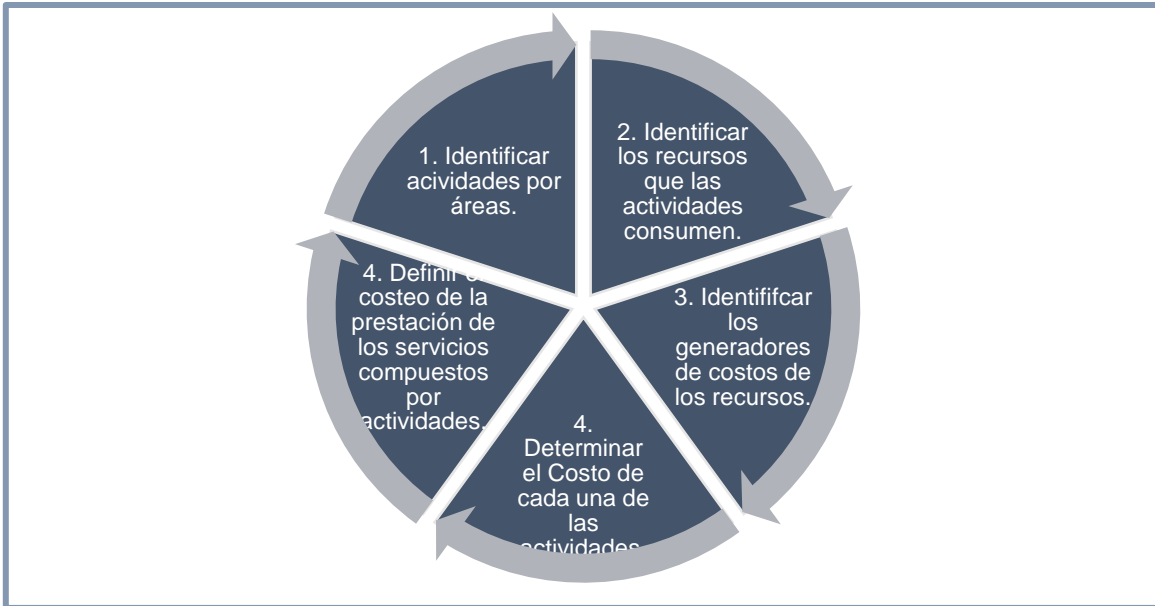 1. Identificar
acividades por
áreas.
2. Identificar
los recursos
que las
actividades
consumen.
3. Identififcar
los
generadores
de costos de
los recursos.
4.
Determinar
el Costo de
cada una de
las
actividades.
4. Definir el
costeo de la
prestación de
los servicios
compuestos
por
actividades.